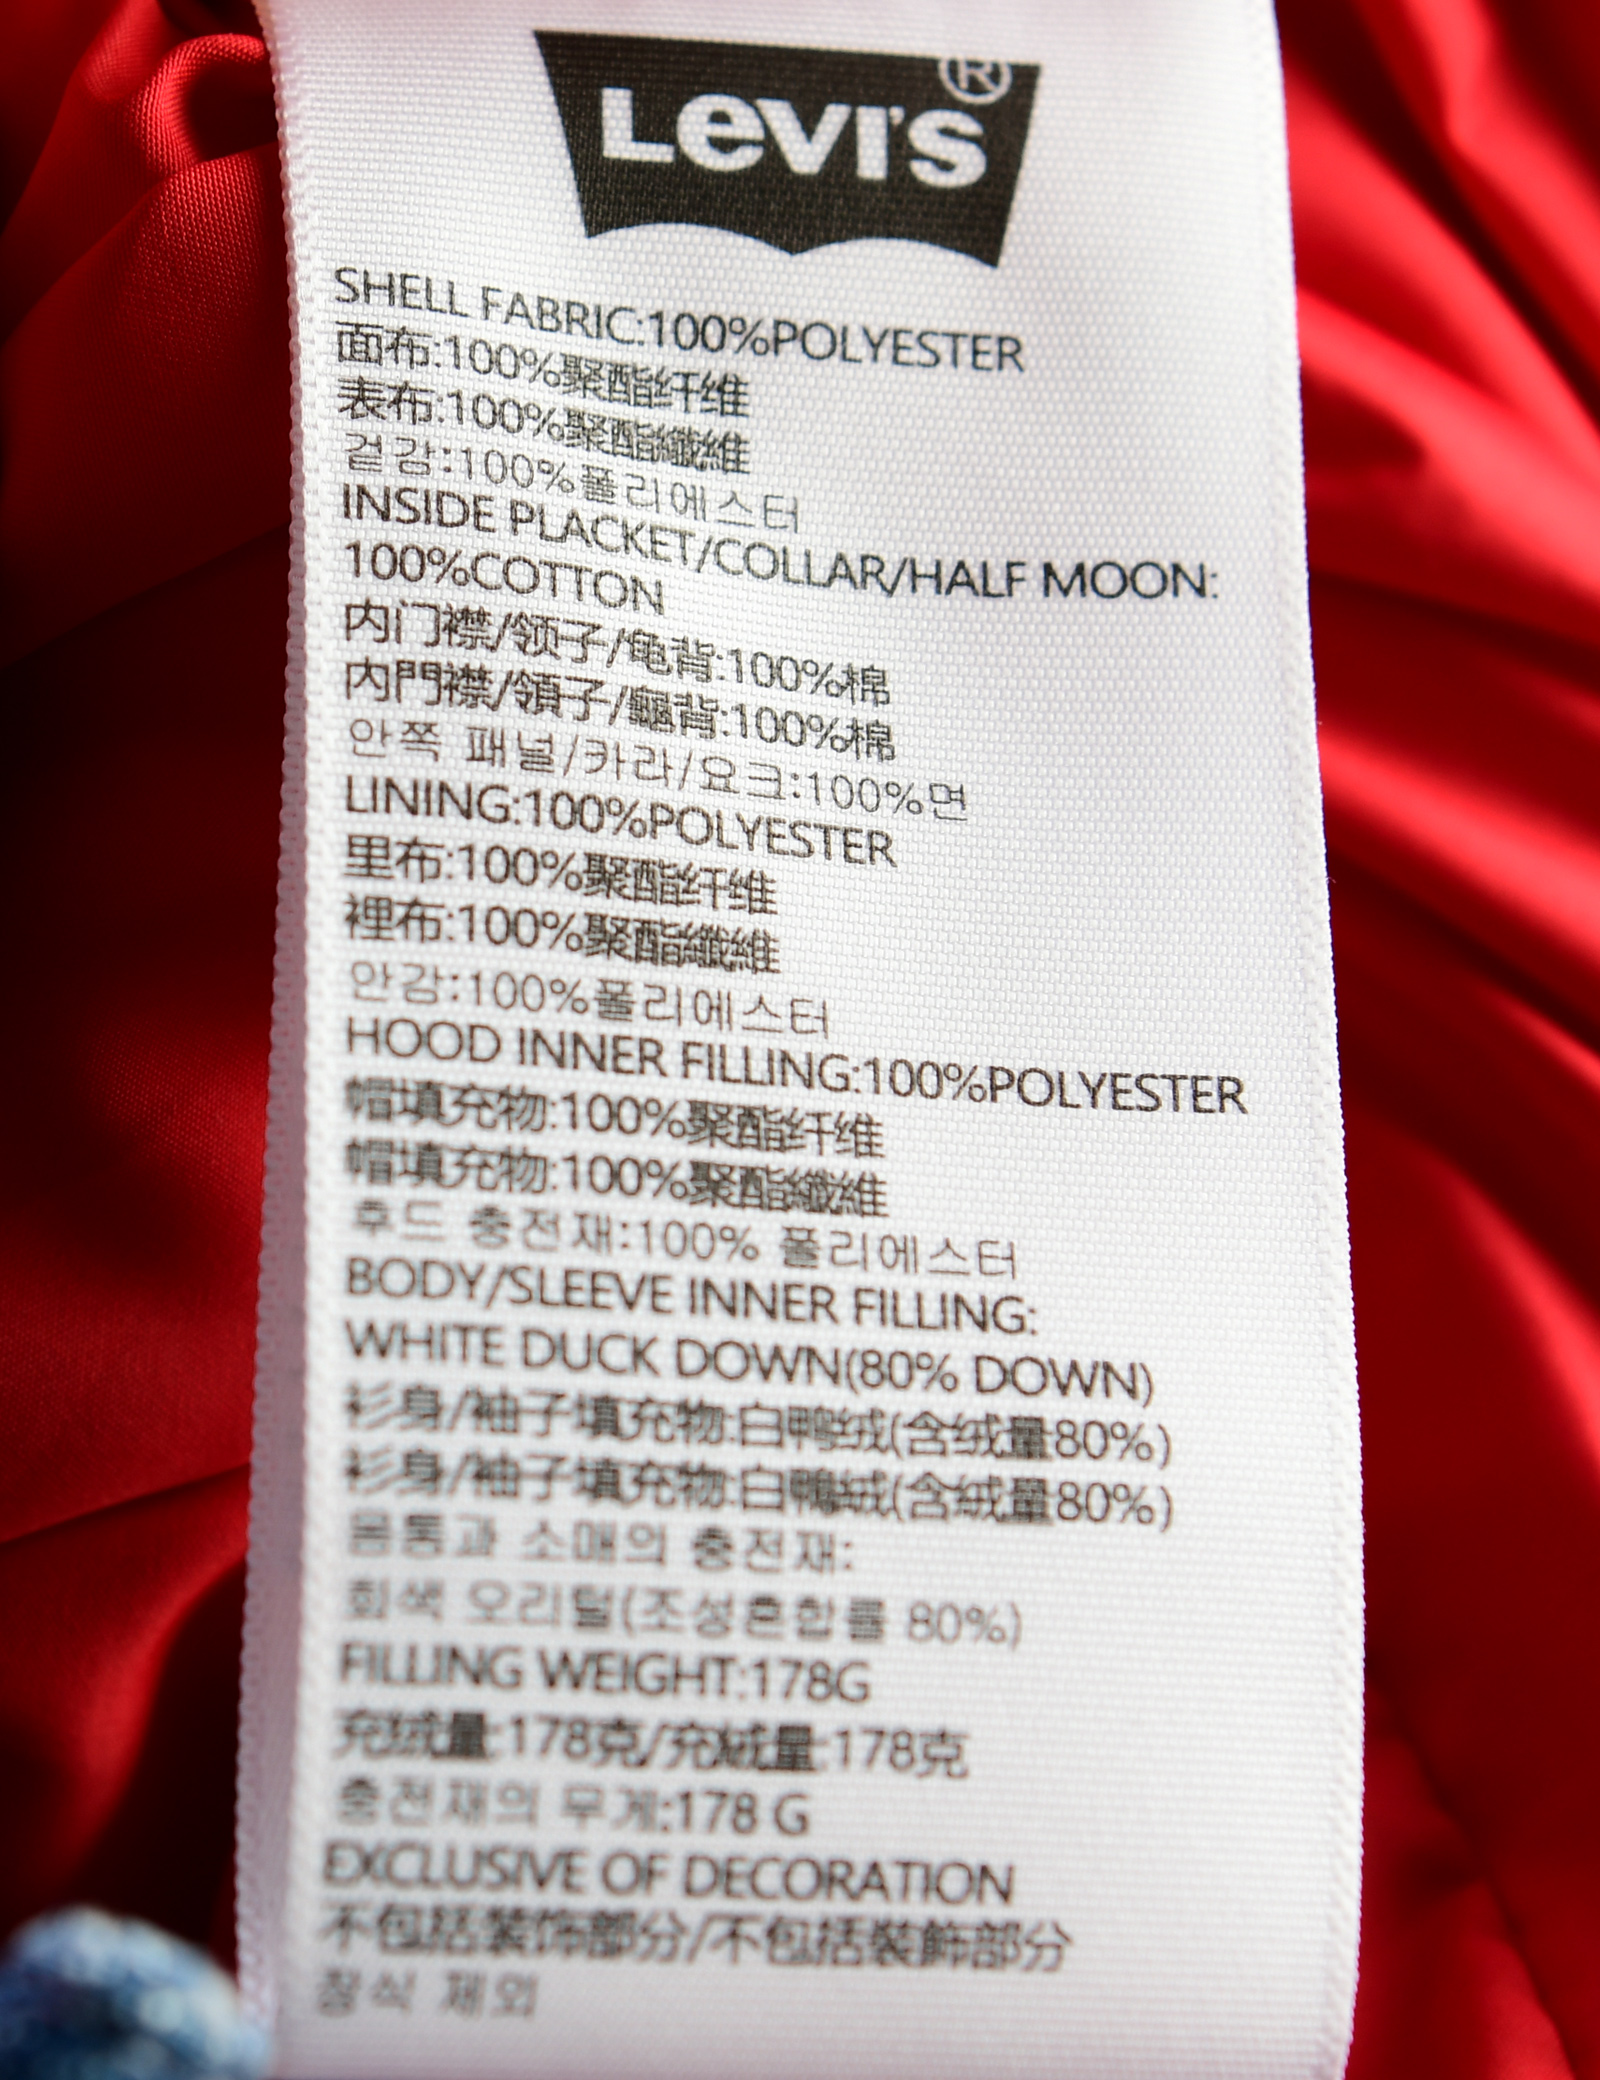 LEVI'S®
SHELL FABRIC:100%POLYESTER
面布:100%聚酯纤维
表布:100%聚酯纖維
겉감:100%폴리에스터
INSIDE PLACKET/COLLAR/HALF MOON:
100%COTTON
内门襟/领子/龟背:100%棉
內門襟/領子/龜背:100%棉
안쪽 패널/카라/요크:100%면
LINING:100%POLYESTER
里布:100%聚酯纤维
裡布:100%聚酯纖維
안감:100%폴리에스터
HOOD INNER FILLING:100%POLYESTER
帽填充物:100%聚酯纤维
帽填充物:100%聚酯纖維
후드 충전재:100% 폴리에스터
BODY/SLEEVE INNER FILLING:
WHITE DUCK DOWN(80% DOWN)
衫身/袖子填充物:白鸭绒(含绒量80%)
衫身/袖子填充物:白鴨絨(含絨量80%)
몸통과 소매의 충전재:
회색 오리털(조성혼합률 80%)
FILLING WEIGHT:178G
充绒量:178克/充絨量:178克
충전재의 무게:178 G
EXCLUSIVE OF DECORATION
不包括装饰部分/不包括裝飾部分
장식 제외